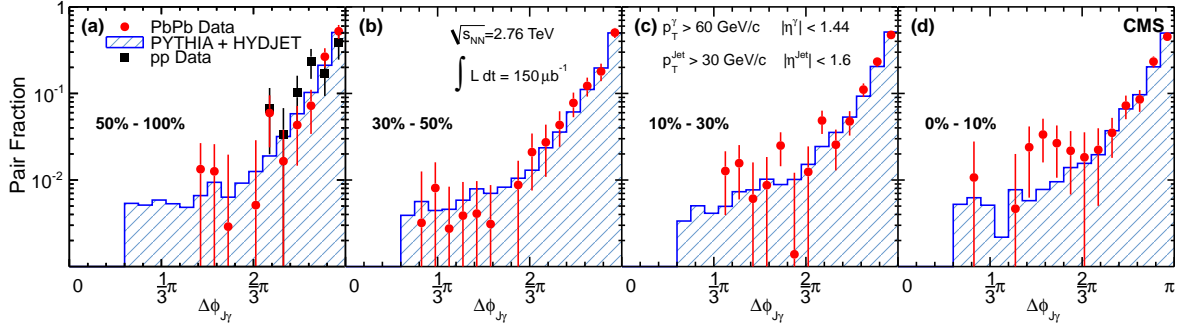 (a)
PbPb Data
PYTHIA + HYDJET
pp Data
50% - 100%
(b)
√s_NN = 2.76 TeV
∫ L dt = 150 μb⁻¹
30% - 50%
(c)
p_T^γ > 60 GeV/c |η^γ| < 1.44
p_T^Jet > 30 GeV/c |η^Jet| < 1.6
10% - 30%
(d)
CMS
0% - 10%
Pair Fraction
1
10⁻¹
10⁻²
0 1/3π 2/3π 0 1/3π 2/3π 0 1/3π 2/3π 0 1/3π 2/3π π
Δϕ_Jγ Δϕ_Jγ Δϕ_Jγ Δϕ_Jγ